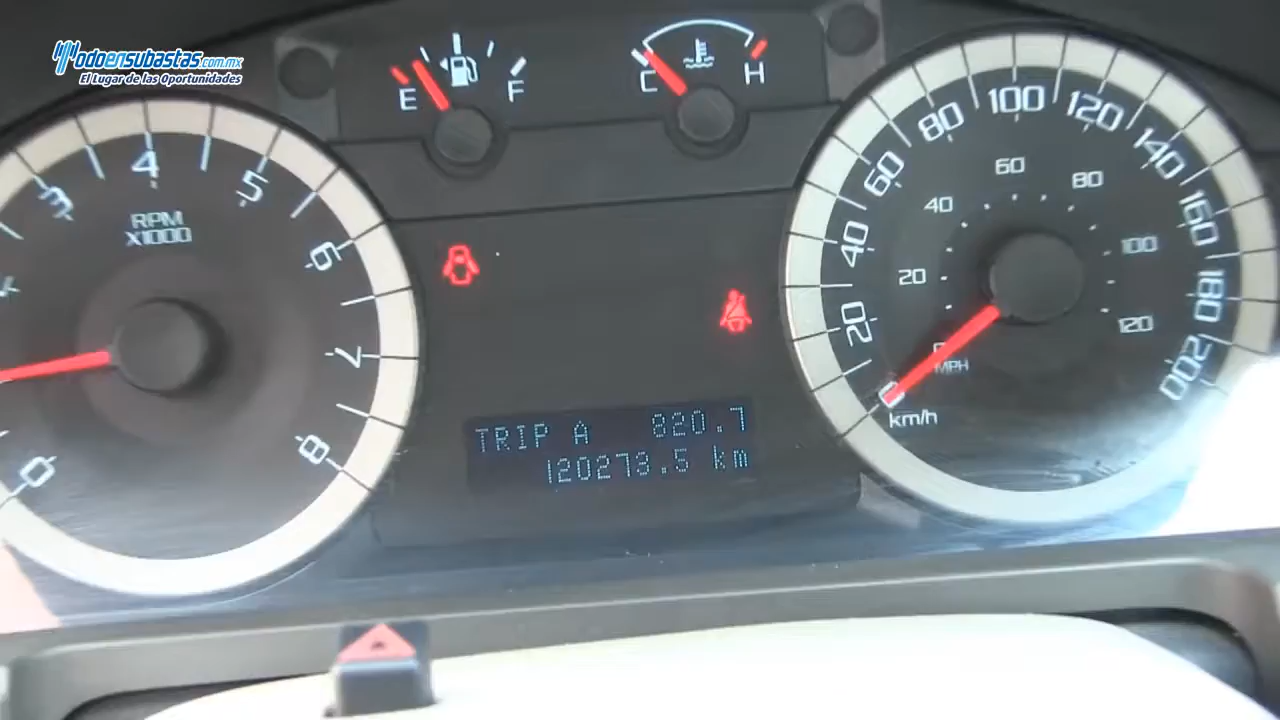 Todoensubastas.com.mx
El Lugar de las Oportunidades
E
F
C
H
0
3
4
5
6
7
8
RPM
X1000
TRIP A 820.7
120273.5 km
0
20
40
60
80
100
120
140
160
180
200
km/h
20
40
60
80
100
120
MPH